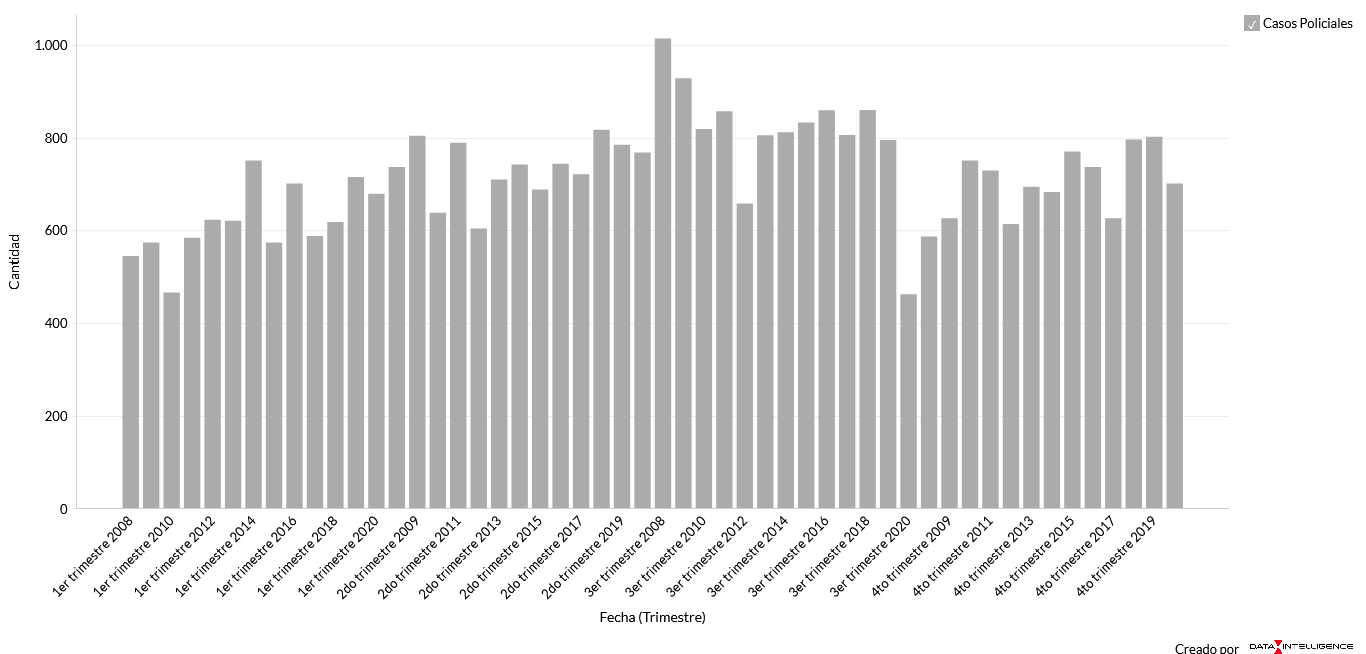 Casos Policiales
1.000
800
600
400
200
0
Cantidad
1er trimestre 2008
1er trimestre 2010
1er trimestre 2012
1er trimestre 2014
1er trimestre 2016
1er trimestre 2018
1er trimestre 2020
2do trimestre 2009
2do trimestre 2011
2do trimestre 2013
2do trimestre 2015
2do trimestre 2017
2do trimestre 2019
3er trimestre 2008
3er trimestre 2010
3er trimestre 2012
3er trimestre 2014
3er trimestre 2016
3er trimestre 2018
3er trimestre 2020
4to trimestre 2009
4to trimestre 2011
4to trimestre 2013
4to trimestre 2015
4to trimestre 2017
4to trimestre 2019
Fecha (Trimestre)
Creado por DATA INTELLIGENCE